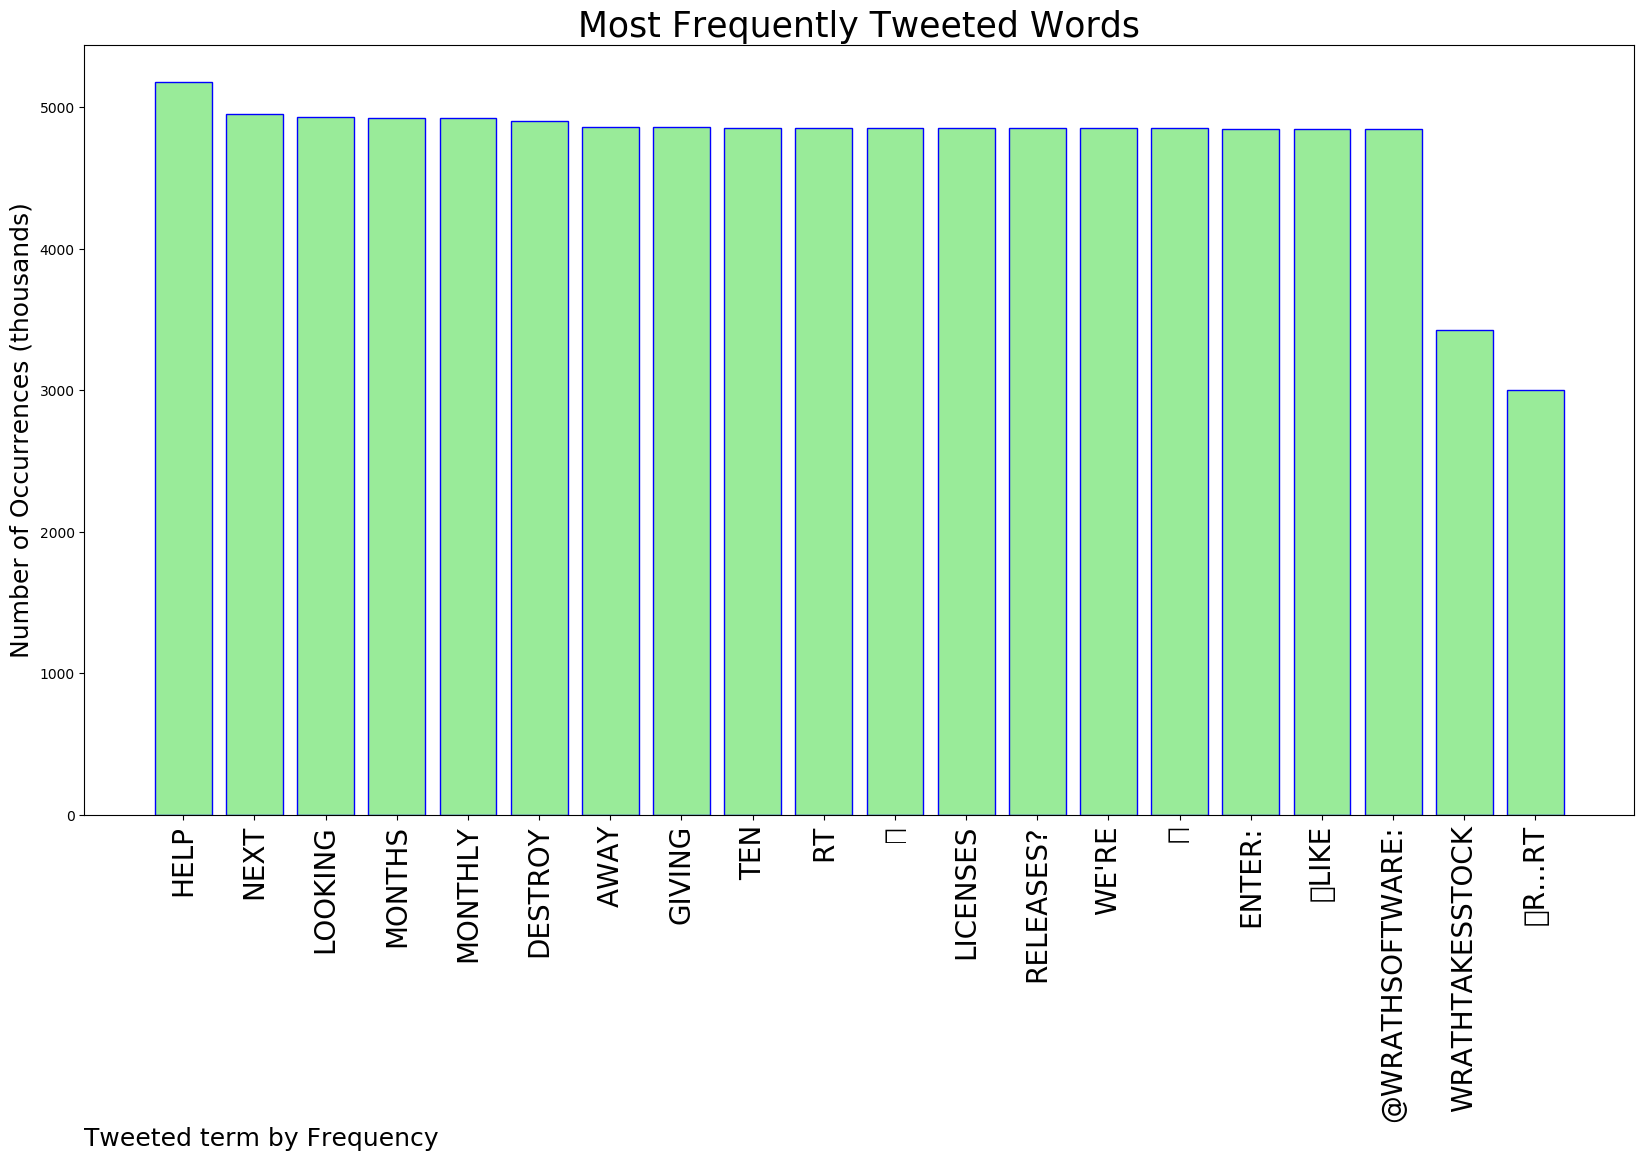 Most Frequently Tweeted Words
Number of Occurrences (thousands)
5000
4000
3000
2000
1000
0
HELP
NEXT
LOOKING
MONTHS
MONTHLY
DESTROY
AWAY
GIVING
TEN
RT
▯
LICENSES
RELEASES?
WE'RE
▯
ENTER:
▯LIKE
@WRATHSOFTWARE:
WRATHTAKESSTOCK
▯R...RT
Tweeted term by Frequency